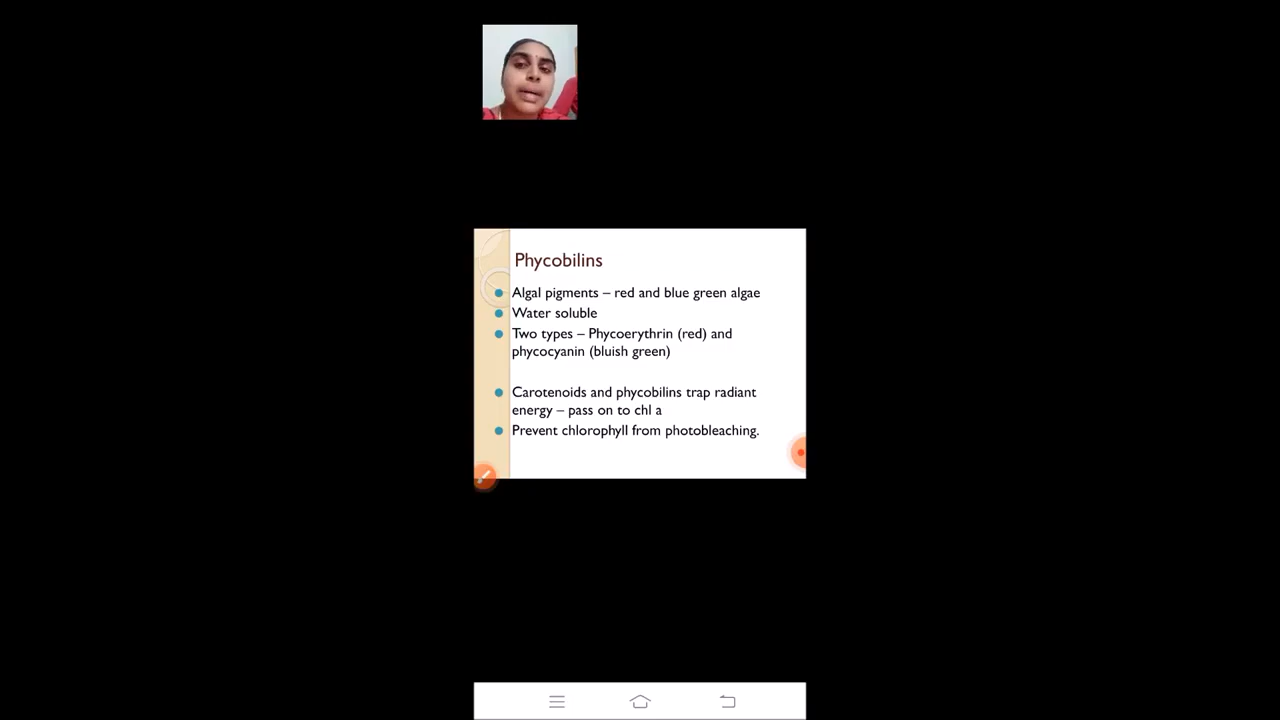 Phycobilins
Algal pigments – red and blue green algae
Water soluble
Two types – Phycoerythrin (red) and
phycocyanin (bluish green)
Carotenoids and phycobilins trap radiant
energy – pass on to chl a
Prevent chlorophyll from photobleaching.